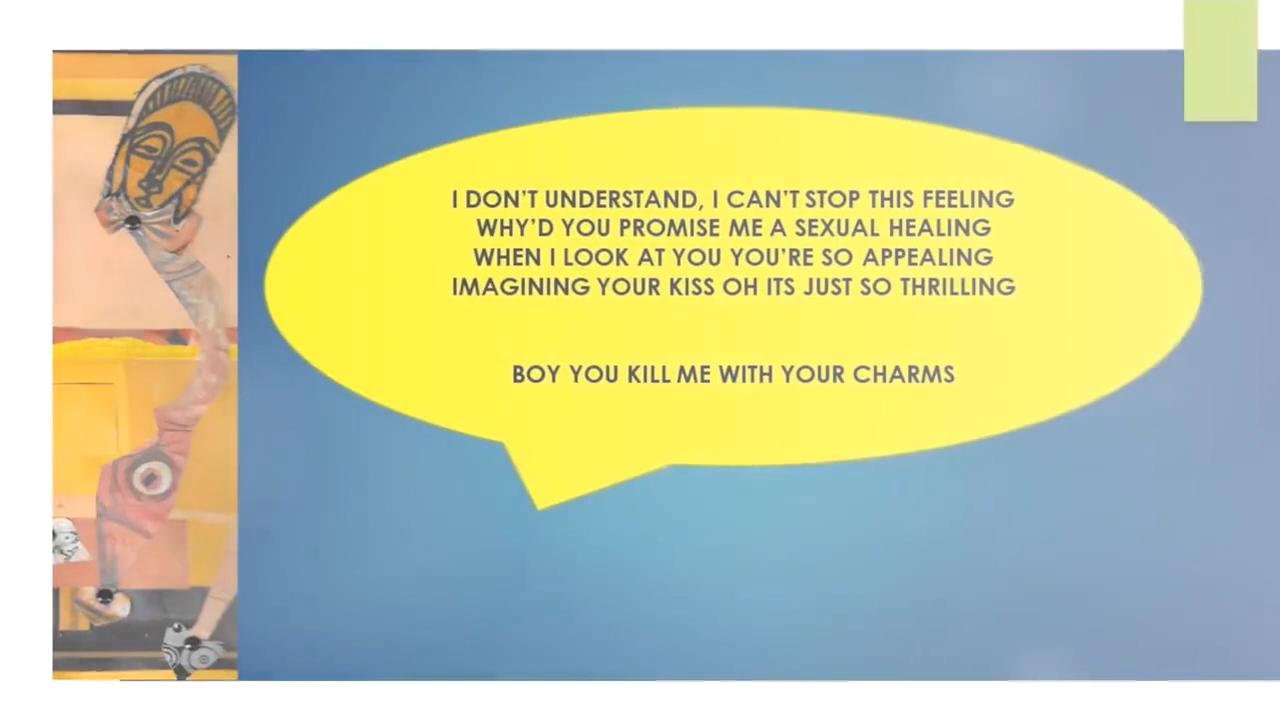 I DON'T UNDERSTAND, I CAN'T STOP THIS FEELING
WHY'D YOU PROMISE ME A SEXUAL HEALING
WHEN I LOOK AT YOU YOU'RE SO APPEALING
IMAGINING YOUR KISS OH ITS JUST SO THRILLING
BOY YOU KILL ME WITH YOUR CHARMS